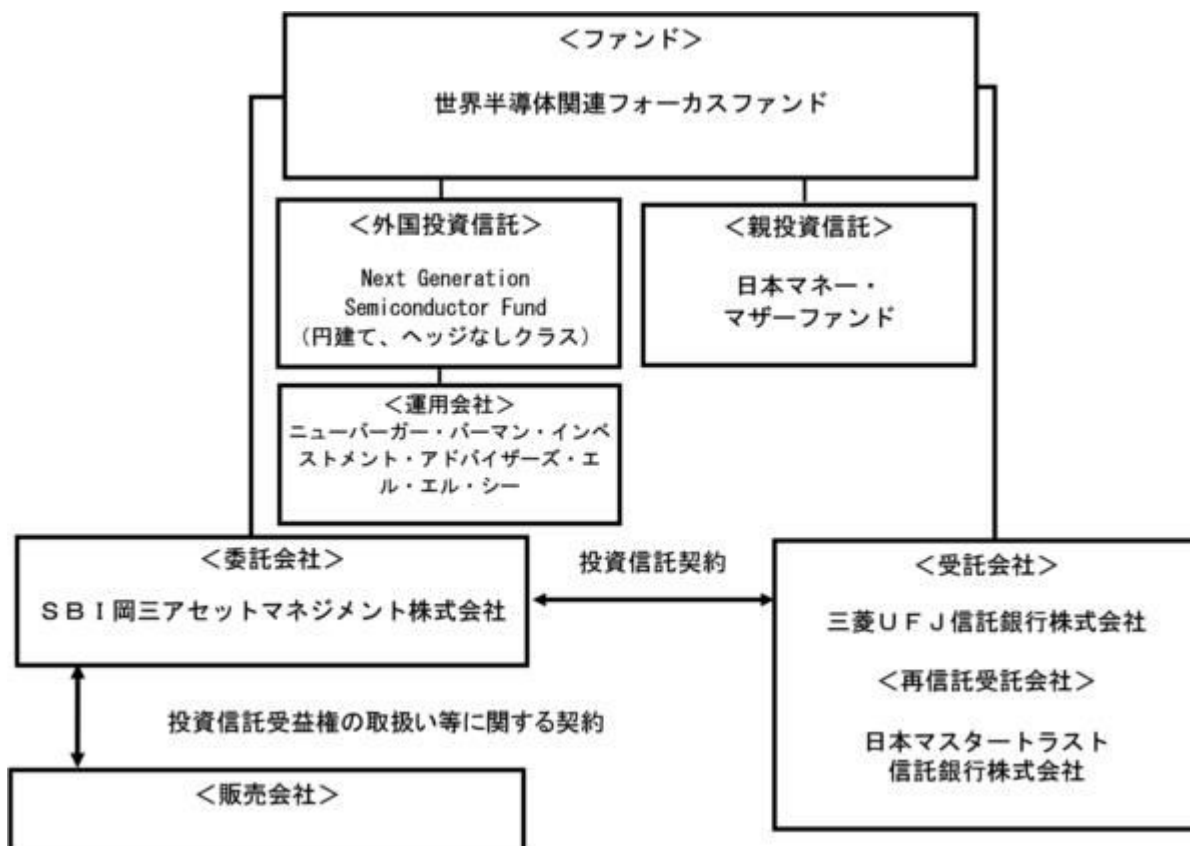 ＜ファンド＞
世界半導体関連フォーカスファンド
＜外国投資信託＞
Next Generation
Semiconductor Fund
（円建て、ヘッジなしクラス）
＜親投資信託＞
日本マネー・
マザーファンド
＜運用会社＞
ニューバーガー・バーマン・インベ
ストメント・アドバイザーズ・エ
ル・エル・シー
＜委託会社＞
ＳＢＩ岡三アセットマネジメント株式会社
投資信託契約
＜受託会社＞
三菱ＵＦＪ信託銀行株式会社
＜再信託受託会社＞
日本マスタートラスト
信託銀行株式会社
投資信託受益権の取扱い等に関する契約
＜販売会社＞